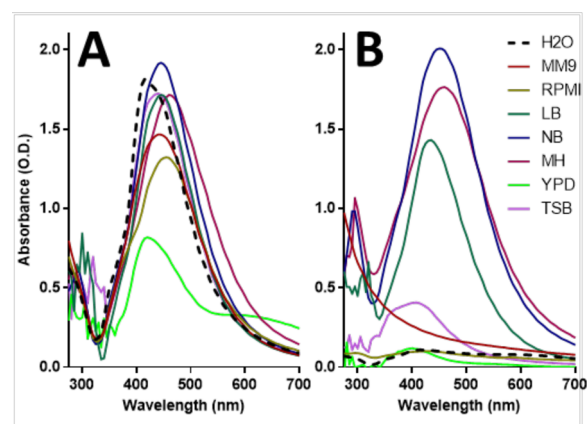 A
B
H2O
MM9
RPMI
LB
NB
MH
YPD
TSB
Absorbance (O.D.)
2.0
1.5
1.0
0.5
0.0
300 400 500 600 700
Wavelength (nm)
2.0
1.5
1.0
0.5
0.0
300 400 500 600 700
Wavelength (nm)